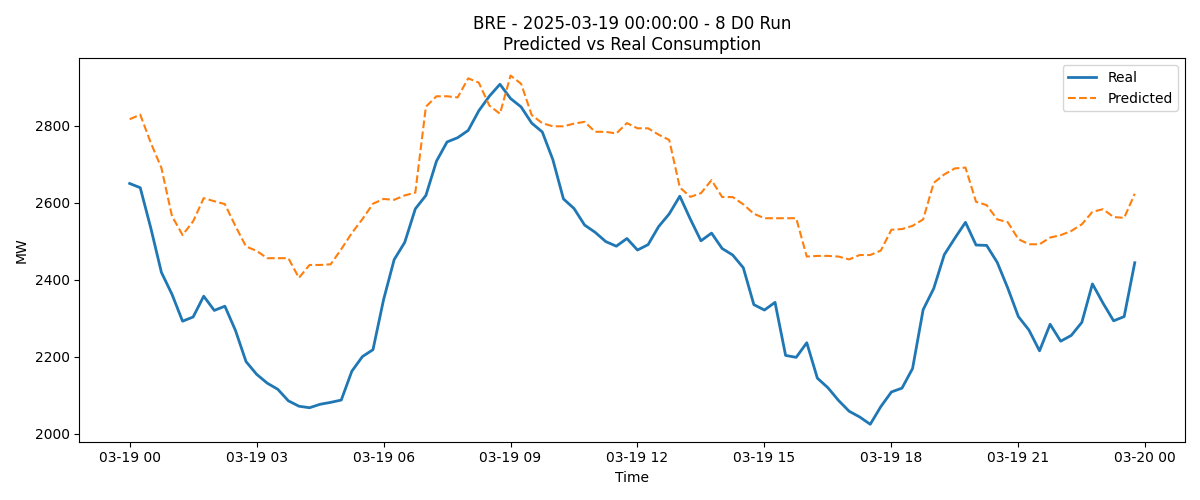 BRE - 2025-03-19 00:00:00 - 8 D0 Run
Predicted vs Real Consumption
Real
Predicted
MW
2800
2600
2400
2200
2000
03-19 00
03-19 03
03-19 06
03-19 09
03-19 12
03-19 15
03-19 18
03-19 21
03-20 00
Time